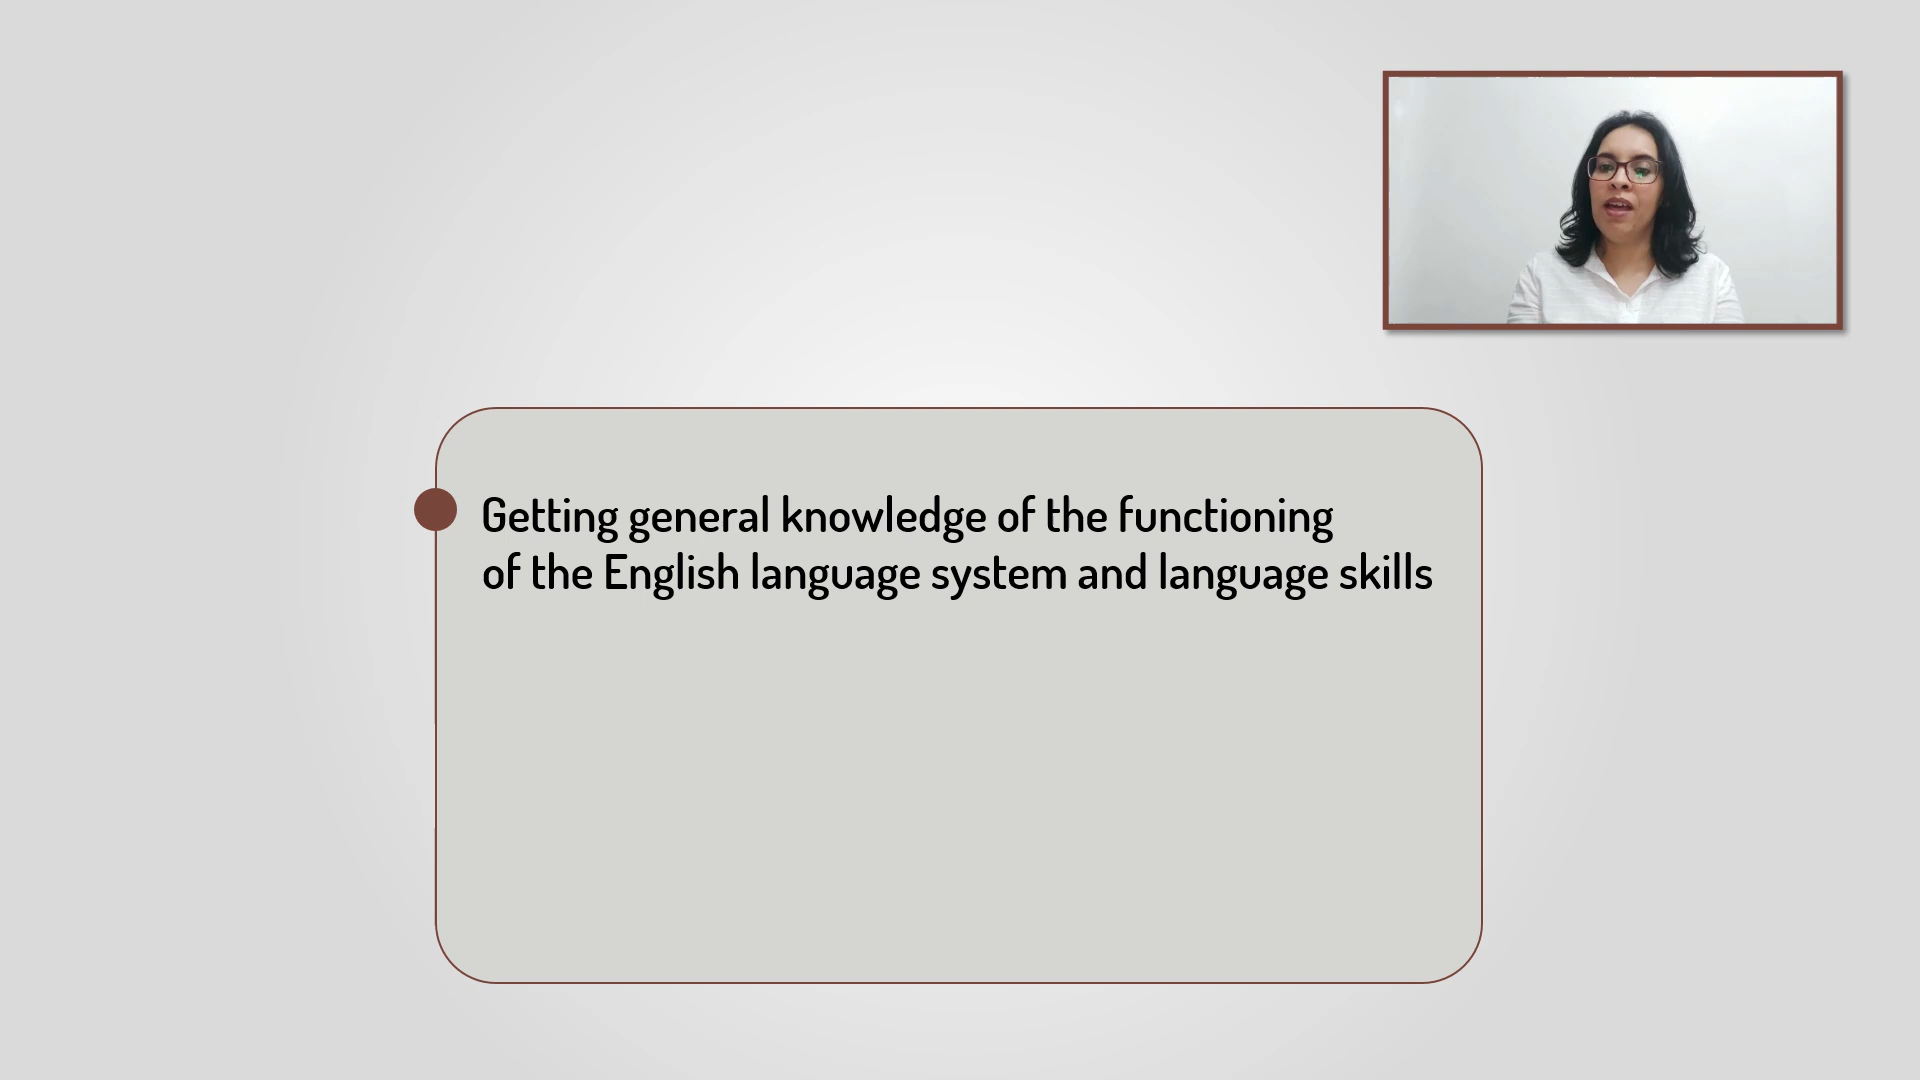 Getting general knowledge of the functioning
of the English language system and language skills